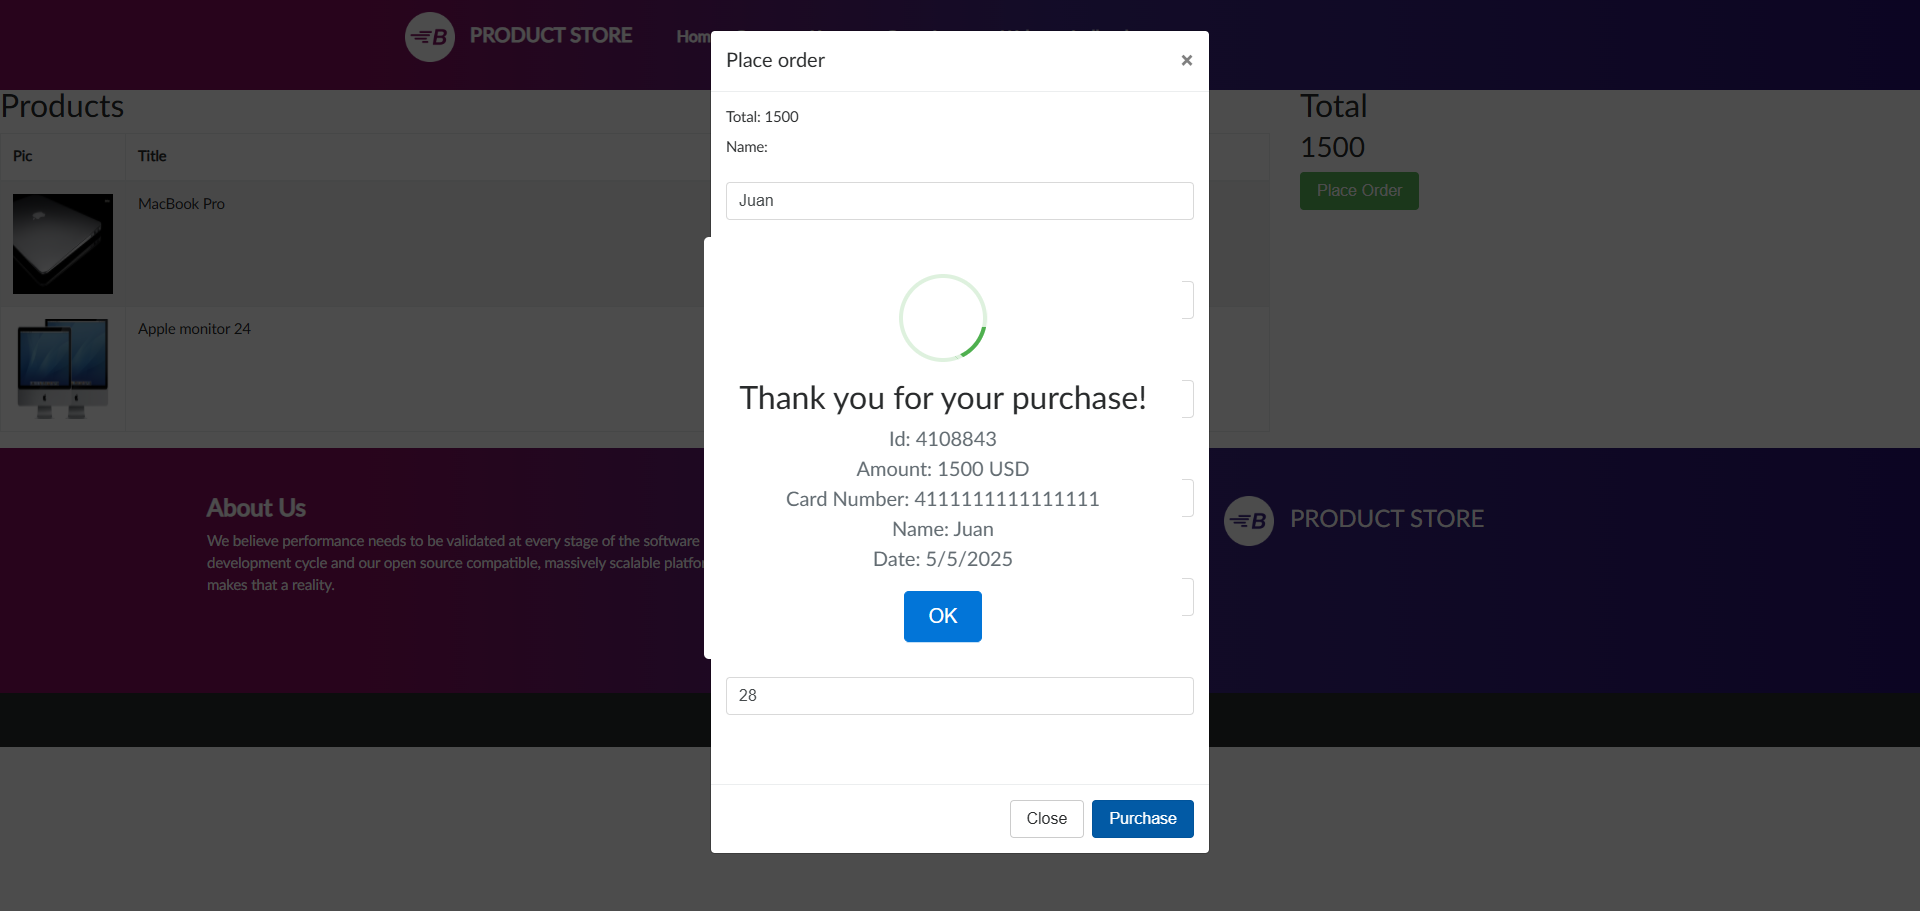 B PRODUCT STORE
Home
Place order ×
Total: 1500
Name:
Juan
Products
Pic Title
MacBook Pro
Apple monitor 24
Total
1500
Place Order
Thank you for your purchase!
Id: 4108843
Amount: 1500 USD
Card Number: 4111111111111111
Name: Juan
Date: 5/5/2025
OK
28
Close Purchase
About Us
We believe performance needs to be validated at every stage of the software
development cycle and our open source compatible, massively scalable
makes that a reality.
B PRODUCT STORE